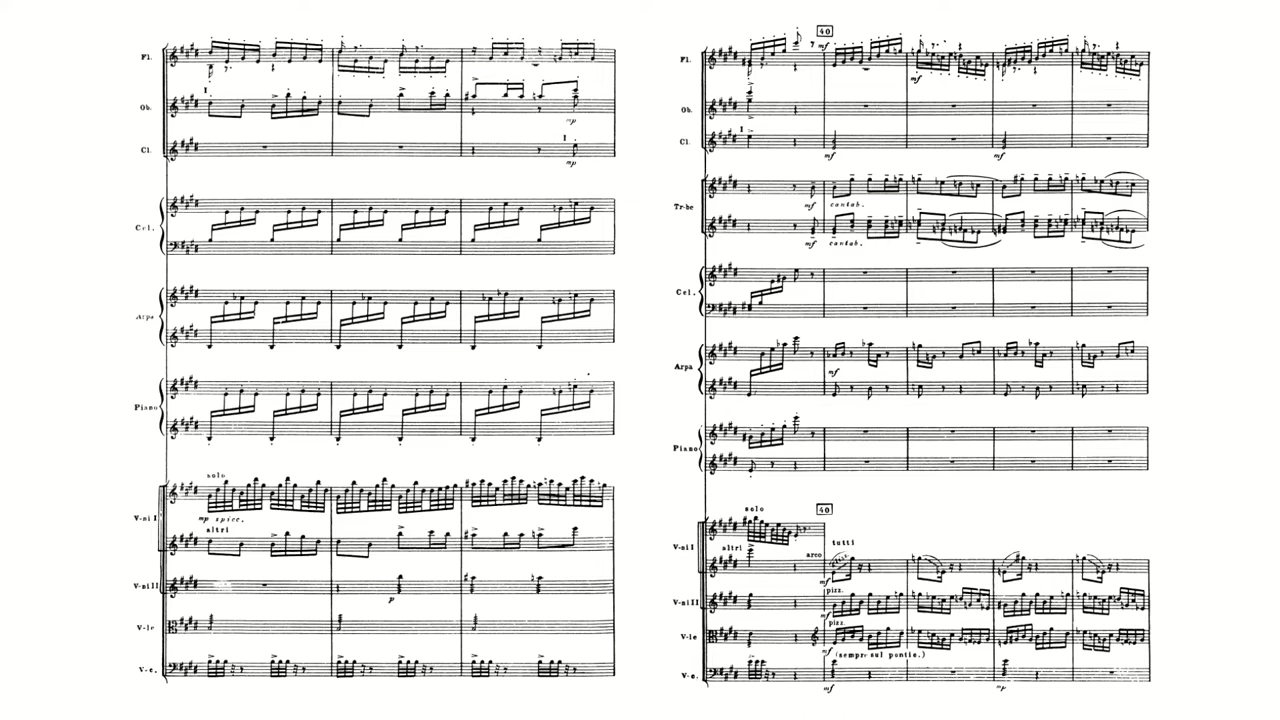 Fl.
I
Ob.
mp
Cl.
I
mp
Cel.
Arpa
Piano
solo
V-ni I
mp spicc.
altri
V-ni II
p
V-le
V-c.
40
Fl.
mf
mf
Ob.
I
Cl.
mf
mf
Tr-be
mf cantab.
mf cantab.
Cel.
Arpa
mf
Piano
40
solo
V-ni I
altri
arco
tutti
mf
pizz.
V-ni II
mf
pizz.
V-le
mf
(sempre sul pontic.)
V-c.
mf
mp